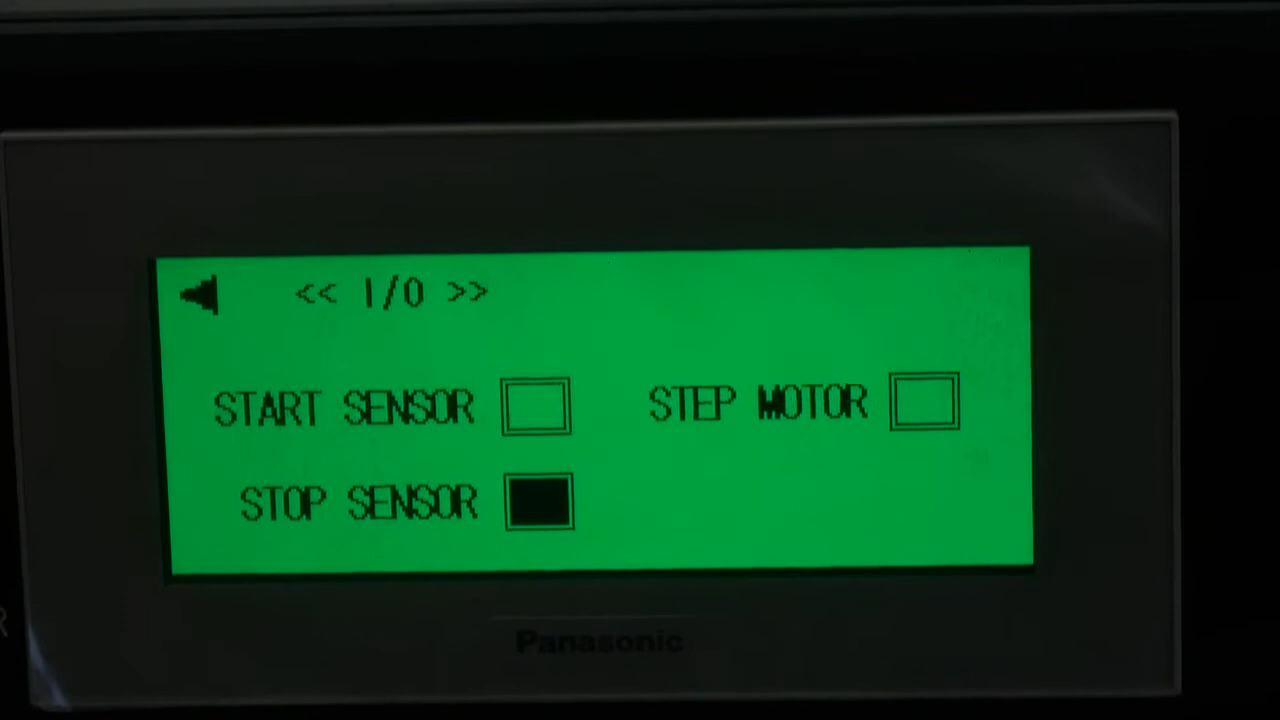 << I/O >>
START SENSOR
STEP MOTOR
STOP SENSOR
Panasonic
R